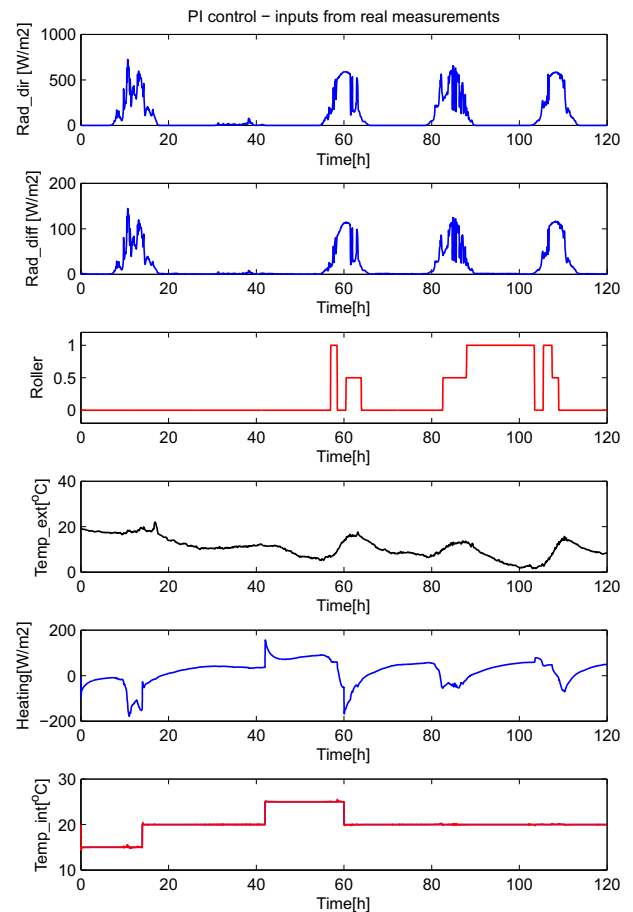 PI control − inputs from real measurements
Rad_dir [W/m2]
1000
500
0
0 20 40 60 80 100 120
Time[h]
Rad_diff [W/m2]
200
100
0
0 20 40 60 80 100 120
Time[h]
Roller
1
0.5
0
0 20 40 60 80 100 120
Time[h]
Temp_ext[°C]
40
20
0
0 20 40 60 80 100 120
Time[h]
Heating[W/m2]
200
0
−200
0 20 40 60 80 100 120
Time[h]
Temp_int[°C]
30
20
10
0 20 40 60 80 100 120
Time[h]